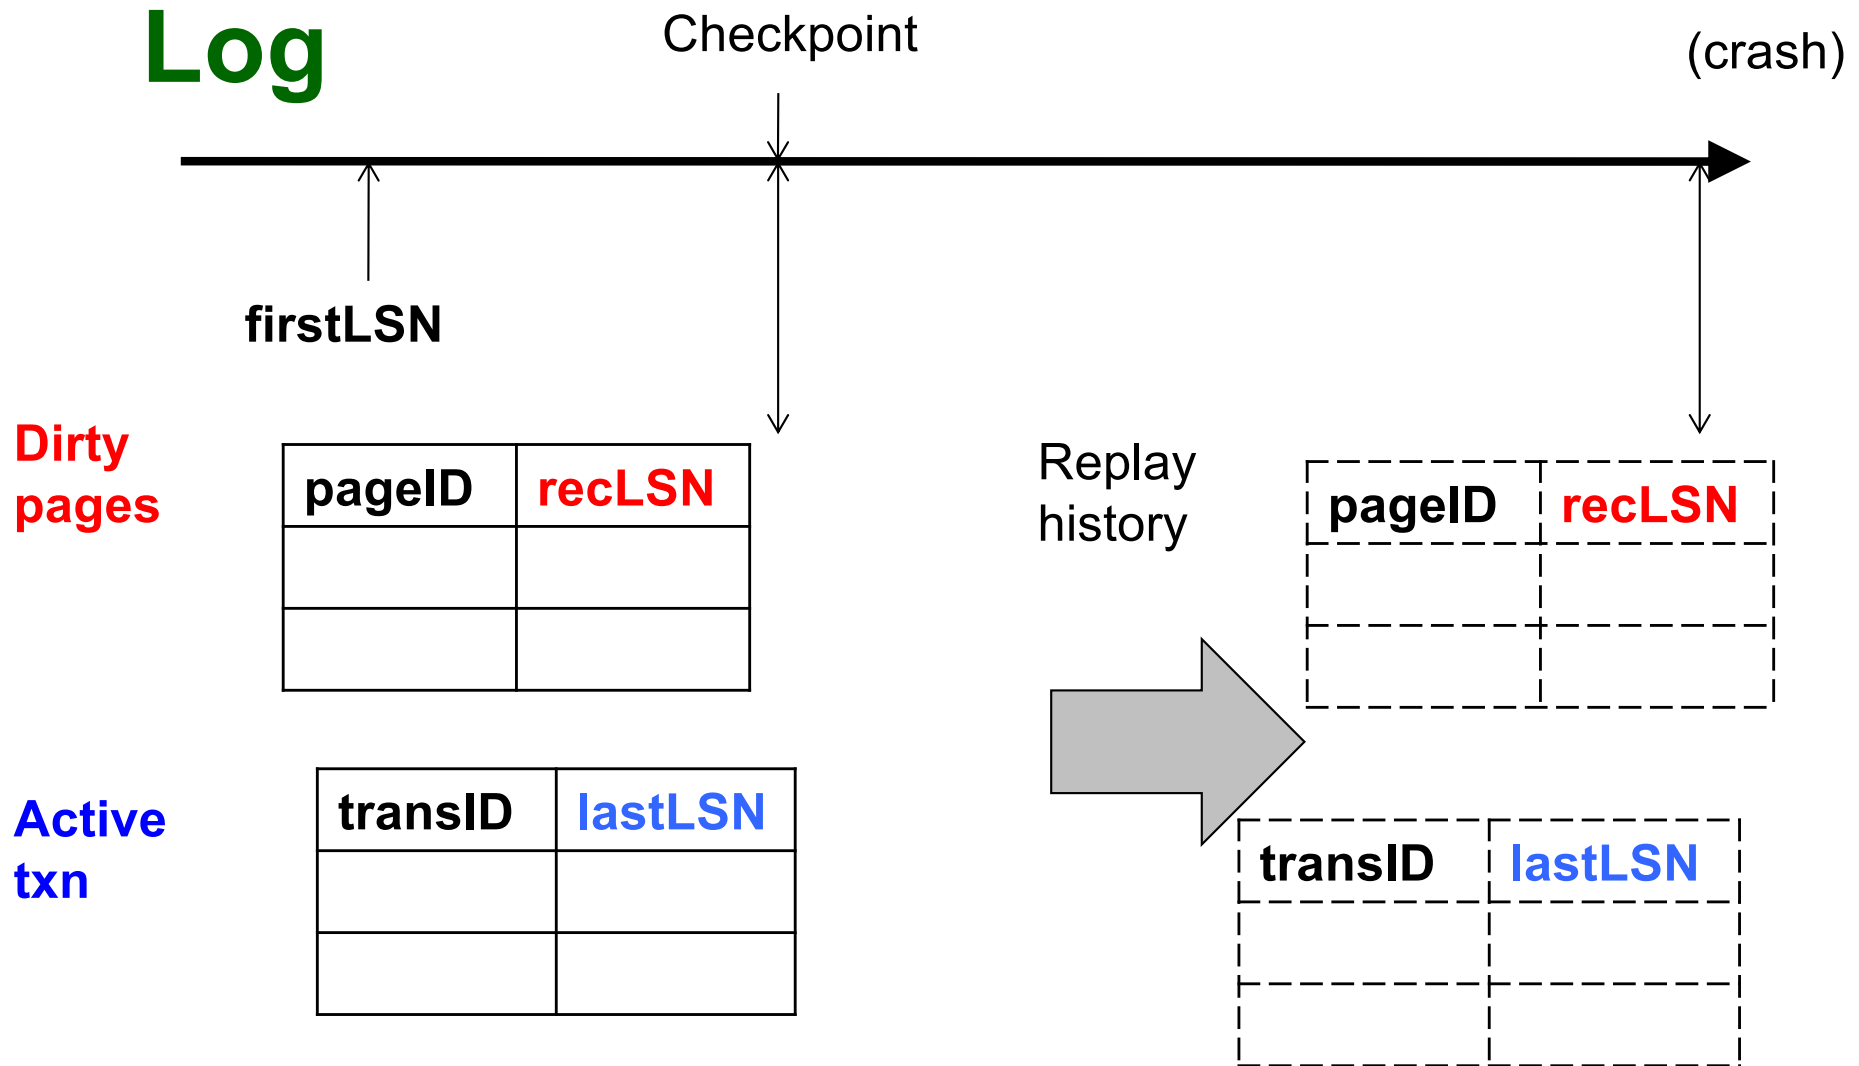 Log
Checkpoint
(crash)
firstLSN
Dirty
pages
pageID recLSN
Replay
history
pageID recLSN
Active
txn
transID lastLSN
transID lastLSN